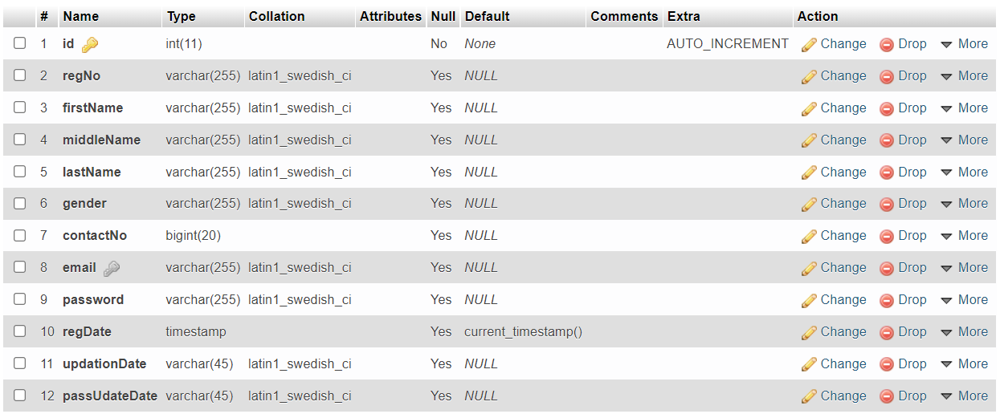 # Name Type Collation Attributes Null Default Comments Extra Action
1 id int(11) No None AUTO_INCREMENT Change Drop More
2 regNo varchar(255) latin1_swedish_ci Yes NULL Change Drop More
3 firstName varchar(255) latin1_swedish_ci Yes NULL Change Drop More
4 middleName varchar(255) latin1_swedish_ci Yes NULL Change Drop More
5 lastName varchar(255) latin1_swedish_ci Yes NULL Change Drop More
6 gender varchar(255) latin1_swedish_ci Yes NULL Change Drop More
7 contactNo bigint(20) Yes NULL Change Drop More
8 email varchar(255) latin1_swedish_ci Yes NULL Change Drop More
9 password varchar(255) latin1_swedish_ci Yes NULL Change Drop More
10 regDate timestamp Yes current_timestamp() Change Drop More
11 updationDate varchar(45) latin1_swedish_ci Yes NULL Change Drop More
12 passUdateDate varchar(45) latin1_swedish_ci Yes NULL Change Drop More